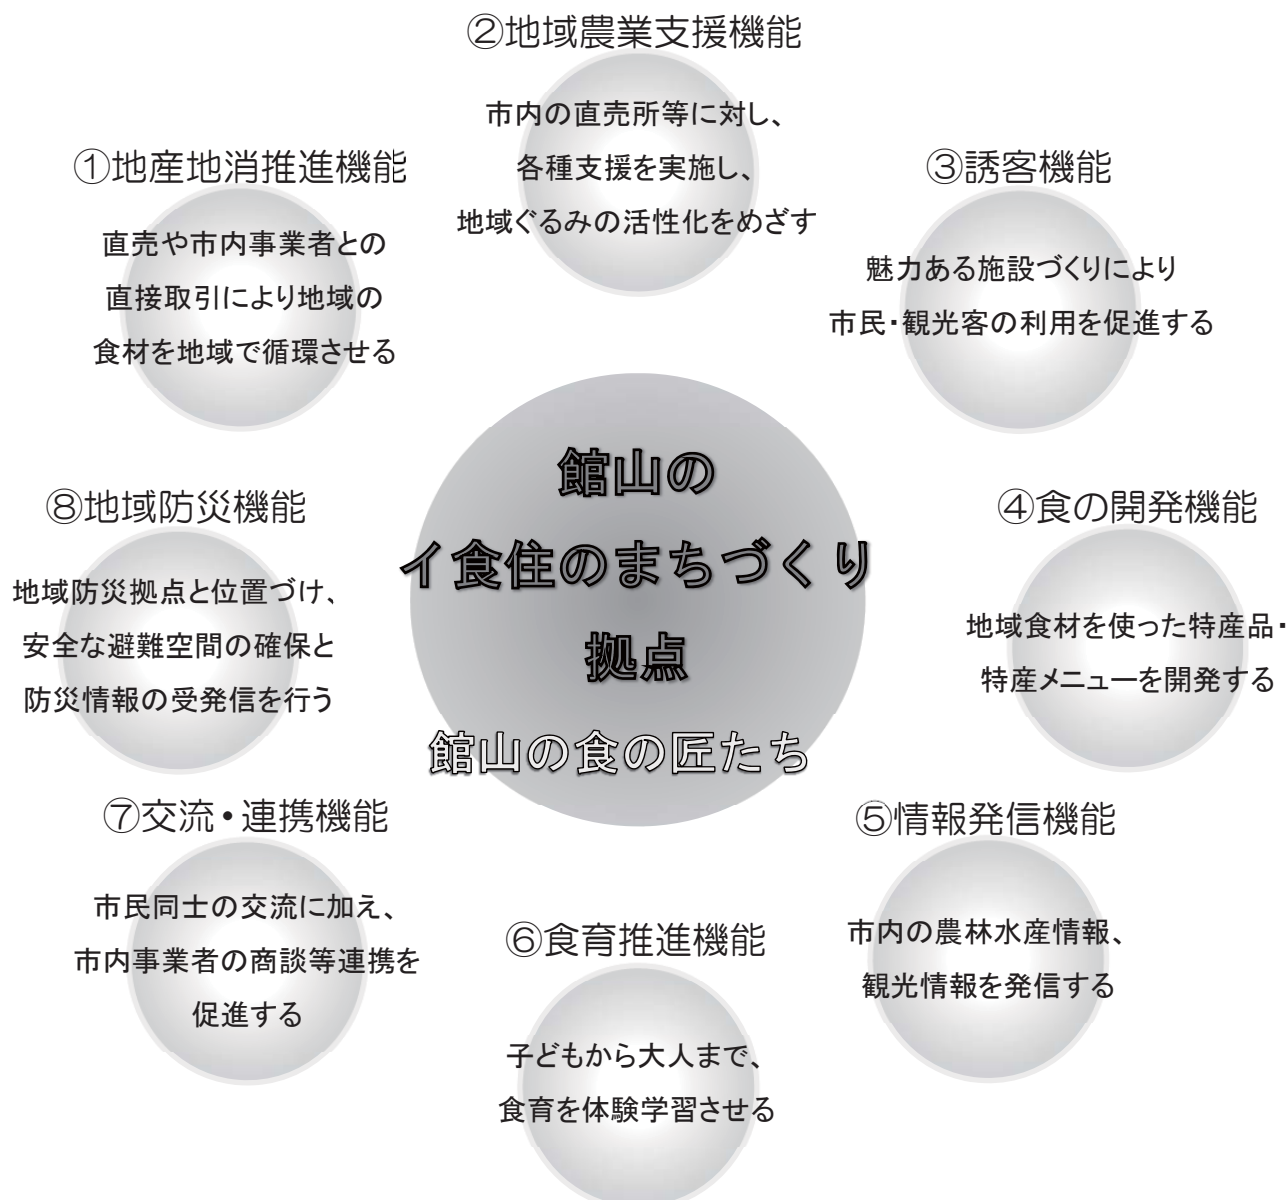 ②地域農業支援機能
市内の直売所等に対し、
各種支援を実施し、
地域ぐるみの活性化をめざす
①地産地消推進機能
直売や市内事業者との
直接取引により地域の
食材を地域で循環させる
③誘客機能
魅力ある施設づくりにより
市民・観光客の利用を促進する
館山の
イ食住のまちづくり
拠点
館山の食の匠たち
⑧地域防災機能
地域防災拠点と位置づけ、
安全な避難空間の確保と
防災情報の受発信を行う
④食の開発機能
地域食材を使った特産品・
特産メニューを開発する
⑦交流・連携機能
市民同士の交流に加え、
市内事業者の商談等連携を
促進する
⑤情報発信機能
市内の農林水産情報、
観光情報を発信する
⑥食育推進機能
子どもから大人まで、
食育を体験学習させる